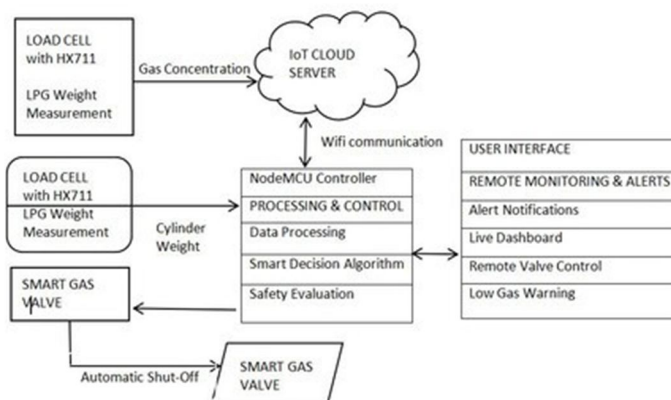 LOAD CELL
with HX711
LPG Weight
Measurement
Gas Concentration
IoT CLOUD
SERVER
Wifi communication
LOAD CELL
with HX711
LPG Weight
Measurement
Cylinder
Weight
NodeMCU Controller
PROCESSING & CONTROL
Data Processing
Smart Decision Algorithm
Safety Evaluation
USER INTERFACE
REMOTE MONITORING & ALERTS
Alert Notifications
Live Dashboard
Remote Valve Control
Low Gas Warning
SMART GAS
VALVE
Automatic Shut-Off
SMART GAS
VALVE